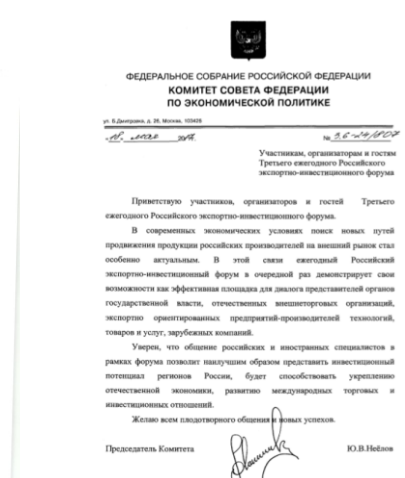 ФЕДЕРАЛЬНОЕ СОБРАНИЕ РОССИЙСКОЙ ФЕДЕРАЦИИ
КОМИТЕТ СОВЕТА ФЕДЕРАЦИИ
ПО ЭКОНОМИЧЕСКОЙ ПОЛИТИКЕ
ул. Б.Дмитровка, д. 26, Москва, 103426
18. мая №3.6-24/1807
Участникам, организаторам и гостям
Третьего ежегодного Российского
экспортно-инвестиционного форума
Приветствую участников, организаторов и гостей Третьего
ежегодного Российского экспортно-инвестиционного форума.
В современных экономических условиях поиск новых путей
продвижения продукции российских производителей на внешний рынок стал
особенно актуальным. В этой связи ежегодный Российский
экспортно-инвестиционный форум в очередной раз демонстрирует свои
возможности как эффективная площадка для диалога представителей органов
государственной власти, отечественных внешнеторговых организаций,
экспортно ориентированных предприятий-производителей технологий,
товаров и услуг, зарубежных компаний.
Уверен, что общение российских и иностранных специалистов в
рамках форума позволит наилучшим образом представить инвестиционный
потенциал регионов России, будет способствовать укреплению
отечественной экономики, развитию международных торговых и
инвестиционных отношений.
Желаю всем плодотворного общения и новых успехов.
Председатель Комитета Ю.В.Неёлов